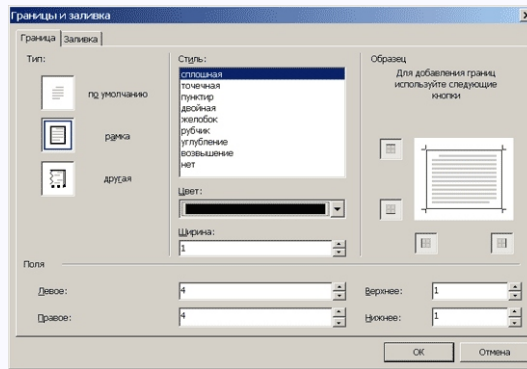 Границы и заливка
Граница
Заливка
Тип:
по умолчанию
рамка
другая
Стиль:
сплошная
точечная
пунктир
двойная
желобок
рубчик
углубление
возвышение
нет
Цвет:
Ширина:
1
Образец
Для добавления границ
используйте следующие
кнопки
Поля
Левое:
4
Верхнее:
1
Правое:
4
Нижнее:
1
ОК
Отмена